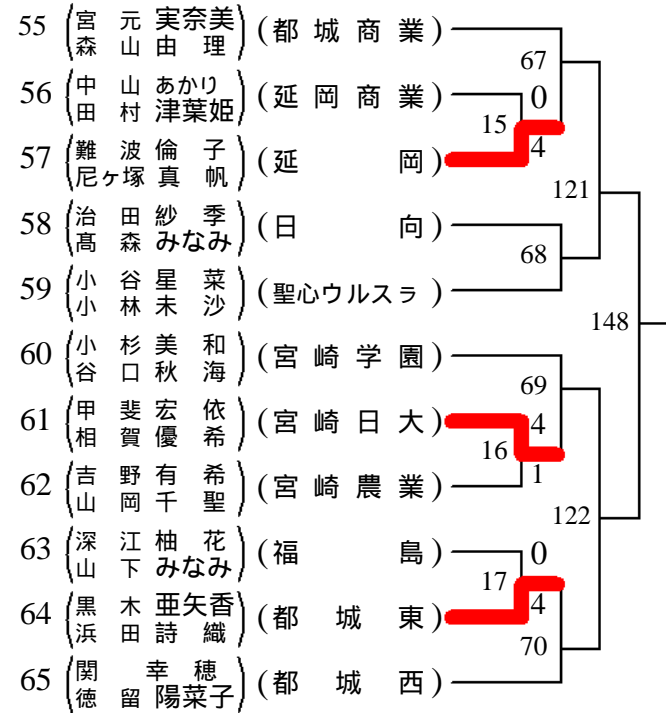 55 (宮元実奈美 (都城商業)
森山由理
67
56 (中山あかり (延岡商業) 0
田村津葉姫
15
57 (難波倫子 (延岡) 4
尼ヶ塚真帆
121
58 (治田紗季 (日向)
髙森みなみ
68
59 (小谷星菜 (聖心ウルスラ)
小林未沙
148
60 (小杉美和 (宮崎学園)
谷口秋海
69
61 (甲斐宏依 (宮崎日大) 4
相賀優希
16
62 (吉野有希 (宮崎農業) 1
山岡千聖
122
63 (深江柚花 (福島) 0
山下みなみ
17
64 (黒木亜矢香 (都城東) 4
浜田詩織
70
65 (関幸穂 (都城西)
徳留陽菜子